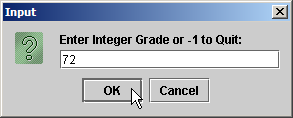 Input
Enter Integer Grade or -1 to Quit:
72
OK Cancel